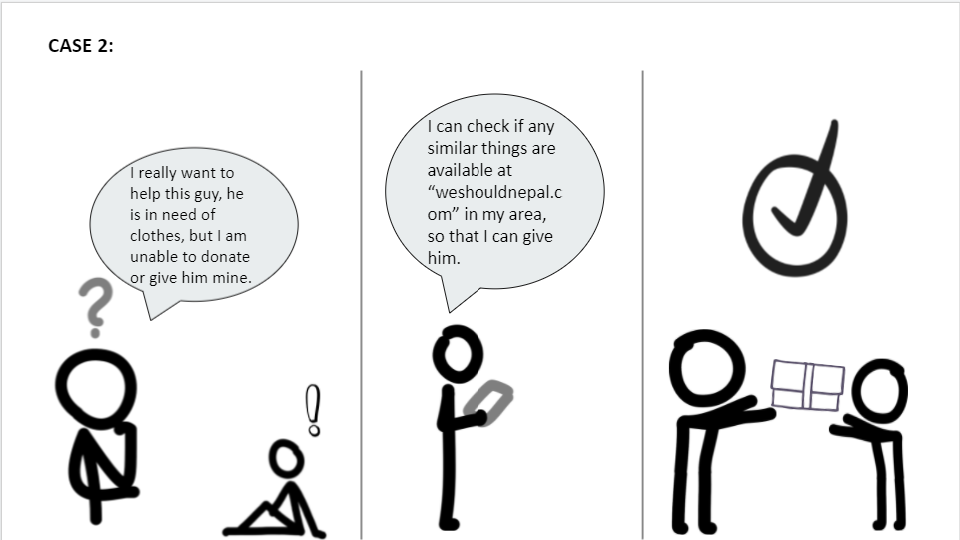 CASE 2:
I really want to
help this guy, he
is in need of
clothes, but I am
unable to donate
or give him mine.
?
!
I can check if any
similar things are
available at
“weshouldnepal.c
om” in my area,
so that I can give
him.